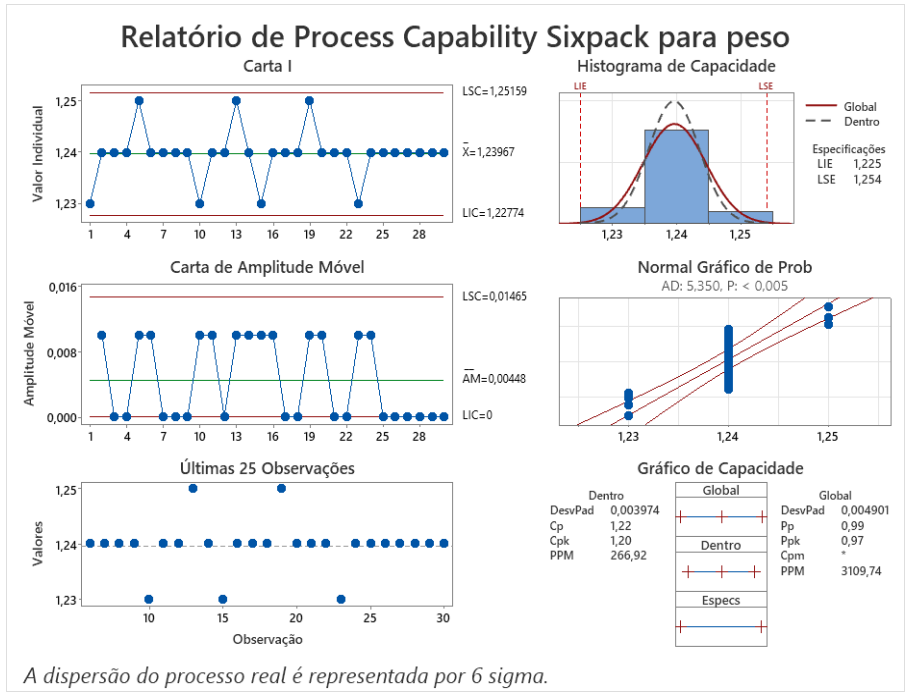 Relatório de Process Capability Sixpack para peso
Carta I
Valor Individual
1,25
1,24
1,23
1 4 7 10 13 16 19 22 25 28
LSC=1,25159
X̄=1,23967
LIC=1,22774
Histograma de Capacidade
LIE LSE
1,23 1,24 1,25
Global
Dentro
Especificações
LIE 1,225
LSE 1,254
Carta de Amplitude Móvel
Amplitude Móvel
0,016
0,008
0,000
1 4 7 10 13 16 19 22 25 28
LSC=0,01465
A̅M̅=0,00448
LIC=0
Normal Gráfico de Prob
AD: 5,350, P: < 0,005
1,23 1,24 1,25
Últimas 25 Observações
Valores
1,25
1,24
1,23
10 15 20 25 30
Observação
Gráfico de Capacidade
Dentro
DesvPad 0,003974
Cp 1,22
Cpk 1,20
PPM 266,92
Global
Dentro
Especs
Global
DesvPad 0,004901
Pp 0,99
Ppk 0,97
Cpm *
PPM 3109,74
A dispersão do processo real é representada por 6 sigma.